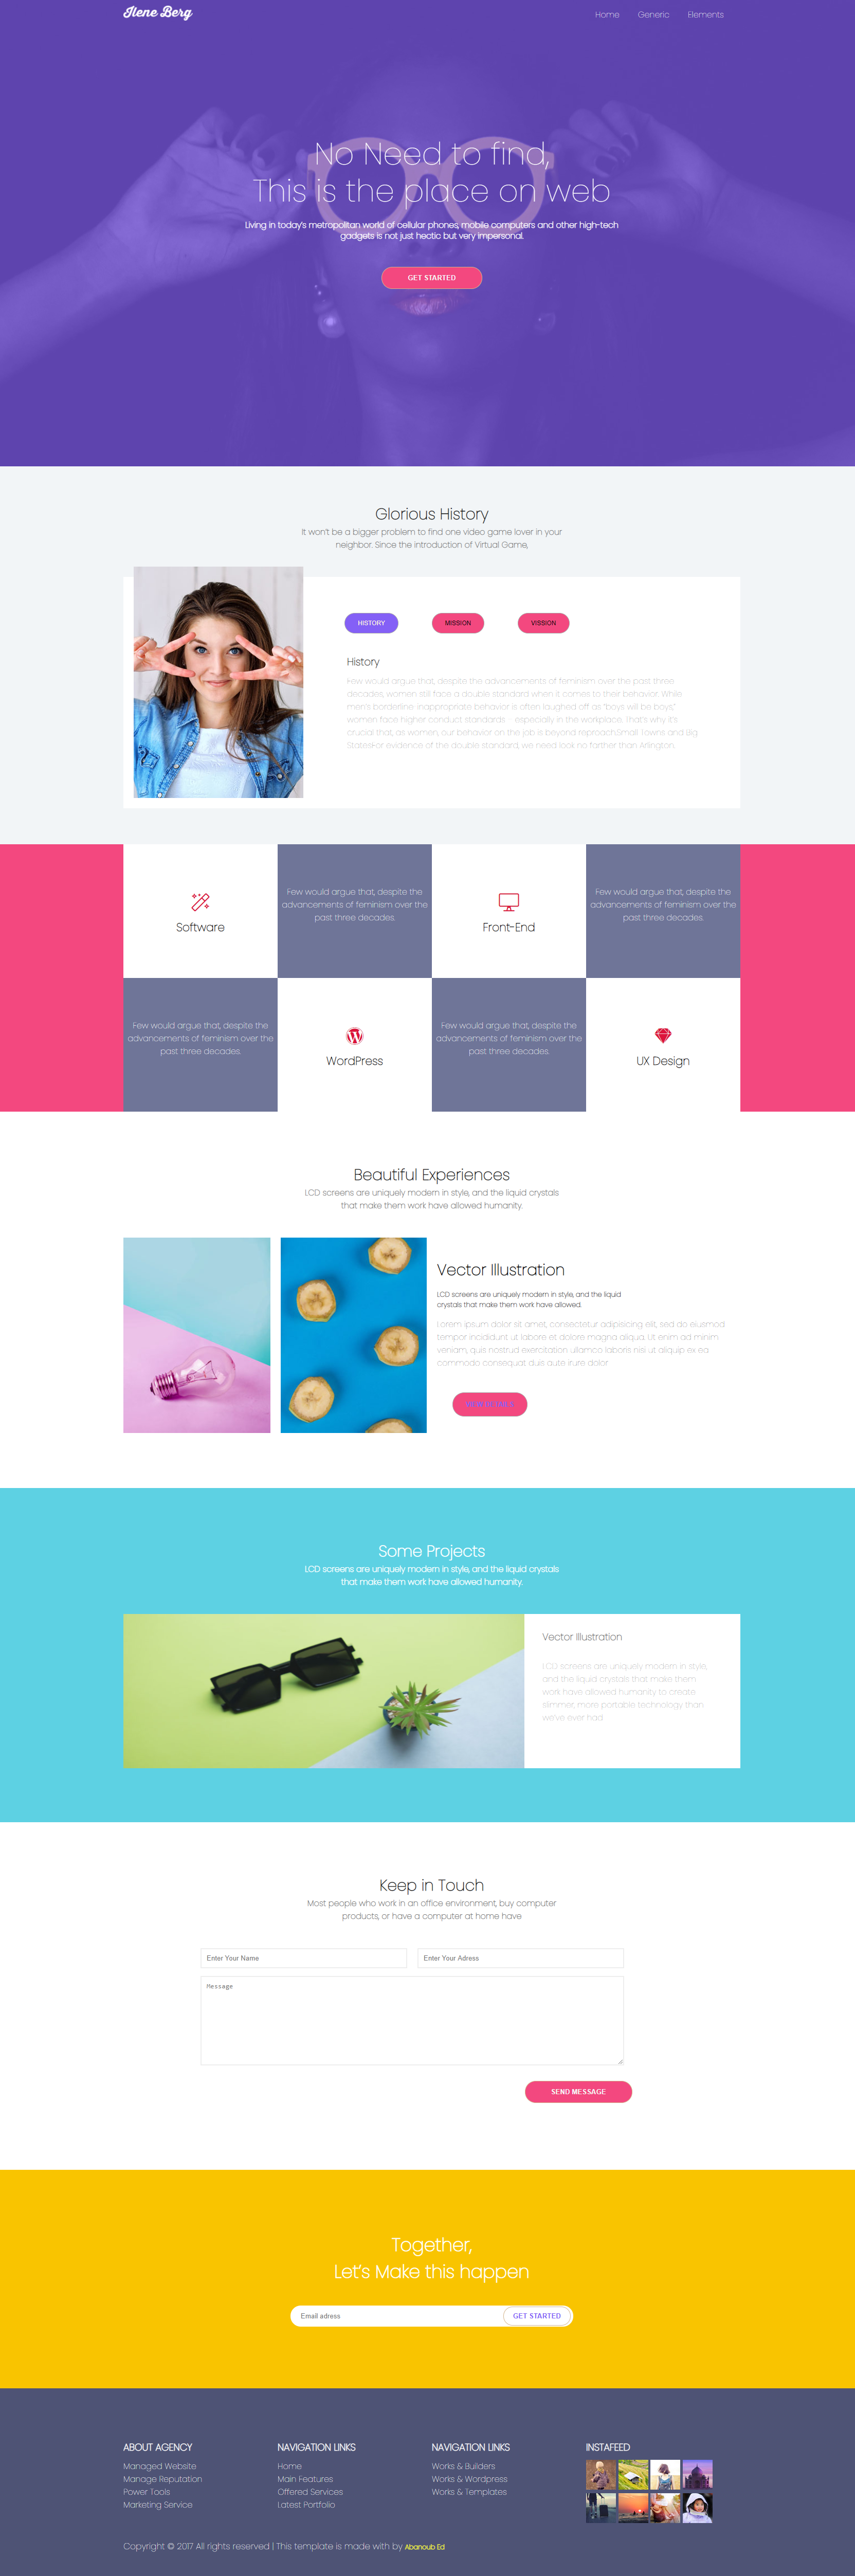 Ilene Berg
Home
Generic
Elements
No Need to find,
This is the place on web
Living in today's metropolitan world of cellular phones, mobile computers and other high-tech
gadgets is not just hectic but very impersonal.
GET STARTED
Glorious History
It won't be a bigger problem to find one video game lover in your
neighbor. Since the introduction of Virtual Game,
HISTORY
MISSION
VISSION
History
Few would argue that, despite the advancements of feminism over the past three
decades, women still face a double standard when it comes to their behavior. While
men's borderline-inappropriate behavior is often laughed off as "boys will be boys,"
women face higher conduct standards – especially in the workplace. That's why it's
crucial that, as women, our behavior on the job is beyond reproach.Small Towns and Big
StatesFor evidence of the double standard, we need look no farther than Arlington,
Software
Few would argue that, despite the
advancements of feminism over the
past three decades.
Front-End
Few would argue that, despite the
advancements of feminism over the
past three decades.
Few would argue that, despite the
advancements of feminism over the
past three decades.
WordPress
Few would argue that, despite the
advancements of feminism over the
past three decades.
UX Design
Beautiful Experiences
LCD screens are uniquely modern in style, and the liquid crystals
that make them work have allowed humanity.
Vector Illustration
LCD screens are uniquely modern in style, and the liquid
crystals that make them work have allowed.
Lorem ipsum dolor sit amet, consectetur adipisicing elit, sed do eiusmod
tempor incididunt ut labore et dolore magna aliqua. Ut enim ad minim
veniam, quis nostrud exercitation ullamco laboris nisi ut aliquip ex ea
commodo consequat. duis aute irure dolor
Some Projects
LCD screens are uniquely modern in style, and the liquid crystals
that make them work have allowed humanity.
Vector Illustration
LCD screens are uniquely modern in style,
and the liquid crystals that make them
work have allowed humanity to create
slimmer, more portable technology than
we've ever had
Keep in Touch
Most people who work in an office environment, buy computer
products, or have a computer at home have
Enter Your Name
Enter Your Adress
Message
SEND MESSAGE
Together,
Let's Make this happen
Email adress
GET STARTED
ABOUT AGENCY
Managed Website
Manage Reputation
Power Tools
Marketing Service
NAVIGATION LINKS
Home
Main Features
Offered Services
Latest Portfolio
NAVIGATION LINKS
Works & Builders
Works & Wordpress
Works & Templates
INSTAFEED
Copyright © 2017 All rights reserved | This template is made with by Abanoub Ed